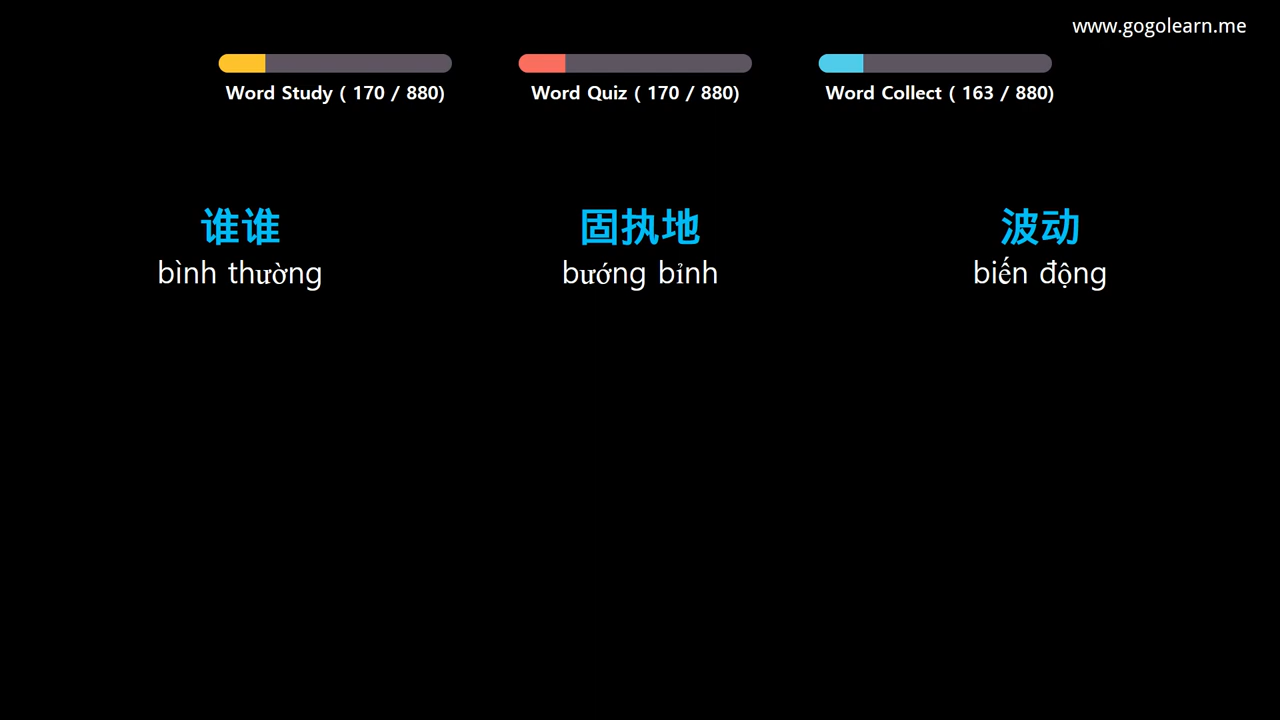 www.gogolearn.me
Word Study ( 170 / 880)
Word Quiz ( 170 / 880)
Word Collect ( 163 / 880)
谁谁
bình thường
固执地
bướng bỉnh
波动
biến động